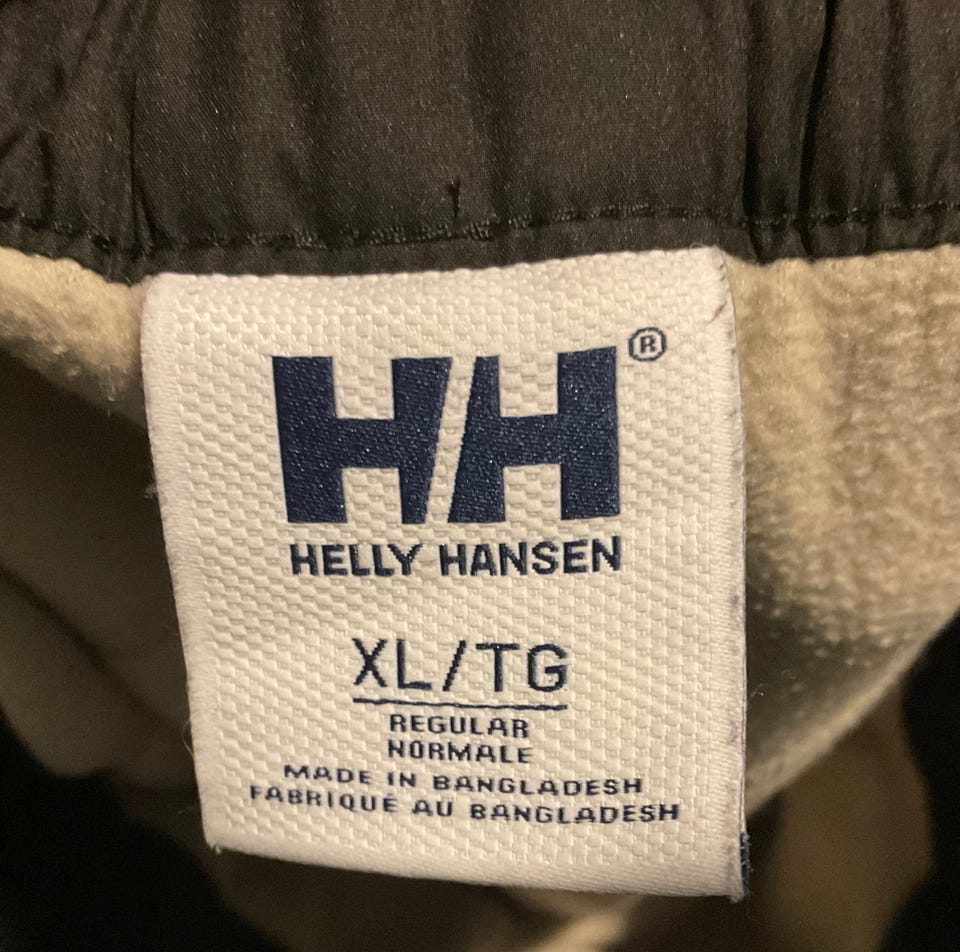 HH®
HELLY HANSEN
XL/TG
REGULAR
NORMALE
MADE IN BANGLADESH
FABRIQUÉ AU BANGLADESH